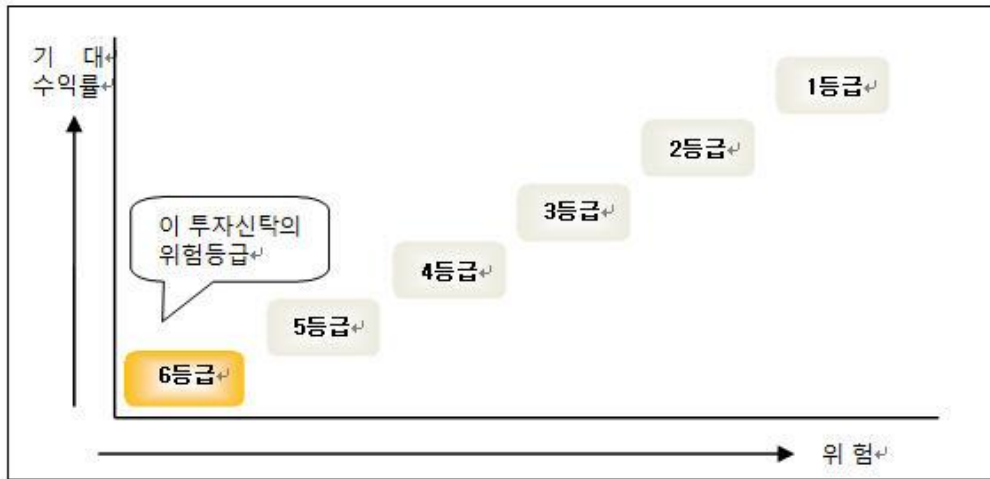 기 대↵
수익률↵
1등급↵
2등급↵
3등급↵
이 투자신탁의
위험등급↵
4등급↵
5등급↵
6등급↵
위 험↵